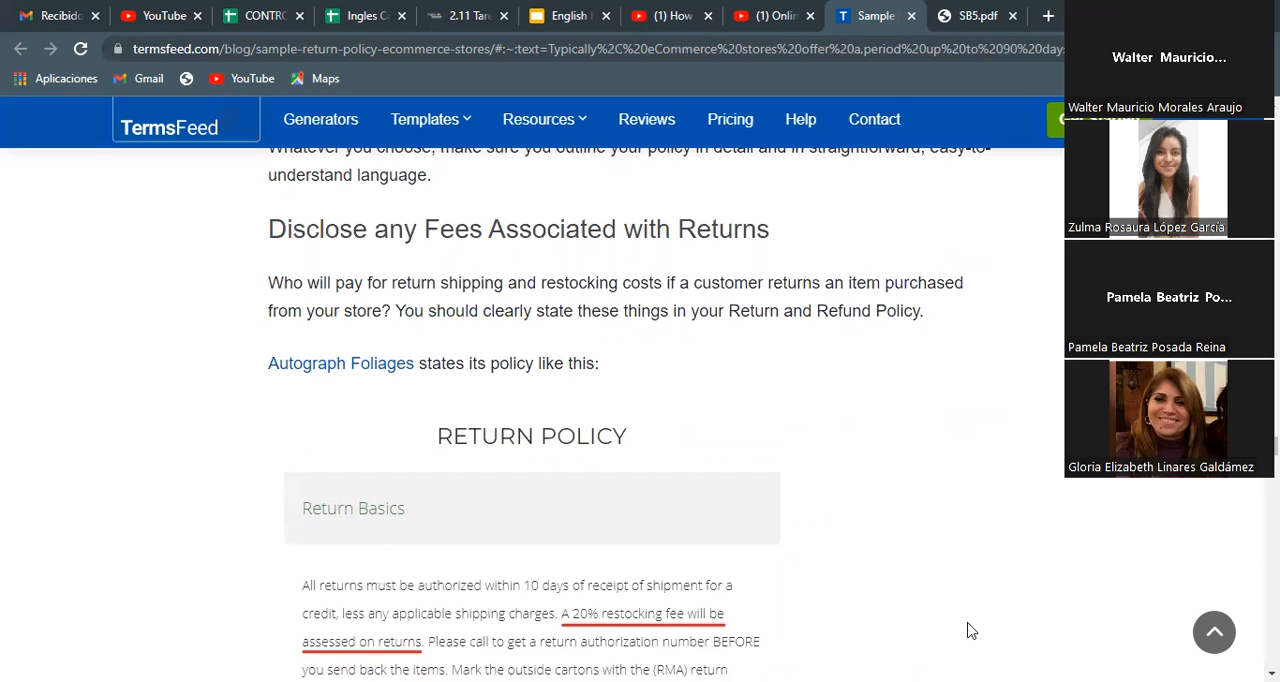 Recibido
YouTube
CONTRO
Ingles C
2.11 Tare
English
(1) How
(1) Onlin
Sample
SB5.pdf
termsfeed.com/blog/sample-return-policy-ecommerce-stores/#:~:text=Typically%2C%20eCommerce%20stores%20offer%20a,period%20up%20to%2090%20day
Aplicaciones
Gmail
YouTube
Maps
TermsFeed
Generators
Templates
Resources
Reviews
Pricing
Help
Contact
Whatever you choose, make sure you outline your policy in detail and in straightforward, easy-to-
understand language.
Disclose any Fees Associated with Returns
Who will pay for return shipping and restocking costs if a customer returns an item purchased
from your store? You should clearly state these things in your Return and Refund Policy.
Autograph Foliages states its policy like this:
RETURN POLICY
Return Basics
All returns must be authorized within 10 days of receipt of shipment for a
credit, less any applicable shipping charges. A 20% restocking fee will be
assessed on returns. Please call to get a return authorization number BEFORE
you send back the items. Mark the outside cartons with the (RMA) return
Walter Mauricio...
Walter Mauricio Morales Araujo
Zulma Rosaura López García
Pamela Beatriz Po...
Pamela Beatriz Posada Reina
Gloria Elizabeth Linares Galdámez